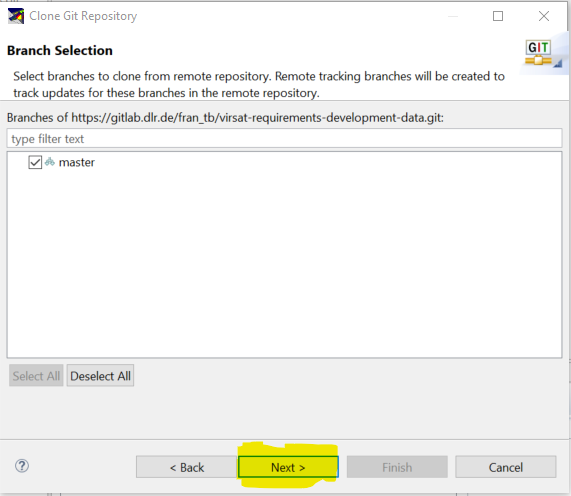 Clone Git Repository
Branch Selection
GIT
Select branches to clone from remote repository. Remote tracking branches will be created to
track updates for these branches in the remote repository.
Branches of https://gitlab.dlr.de/fran_tb/virsat-requirements-development-data.git:
type filter text
master
Select All Deselect All
? < Back Next > Finish Cancel